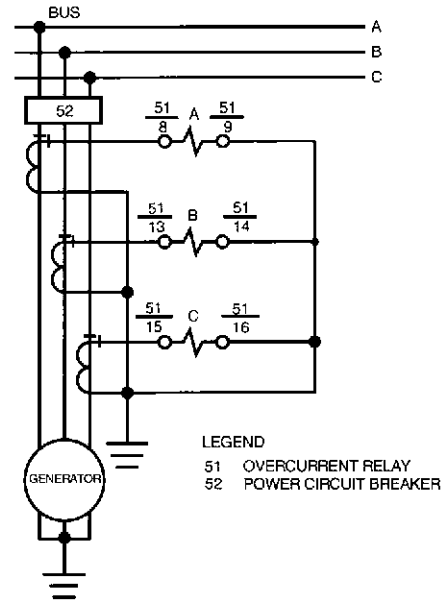 BUS
A
B
C
52
51 A 51
8 9
51 B 51
13 14
51 C 51
15 16
LEGEND
51 OVERCURRENT RELAY
52 POWER CIRCUIT BREAKER
GENERATOR